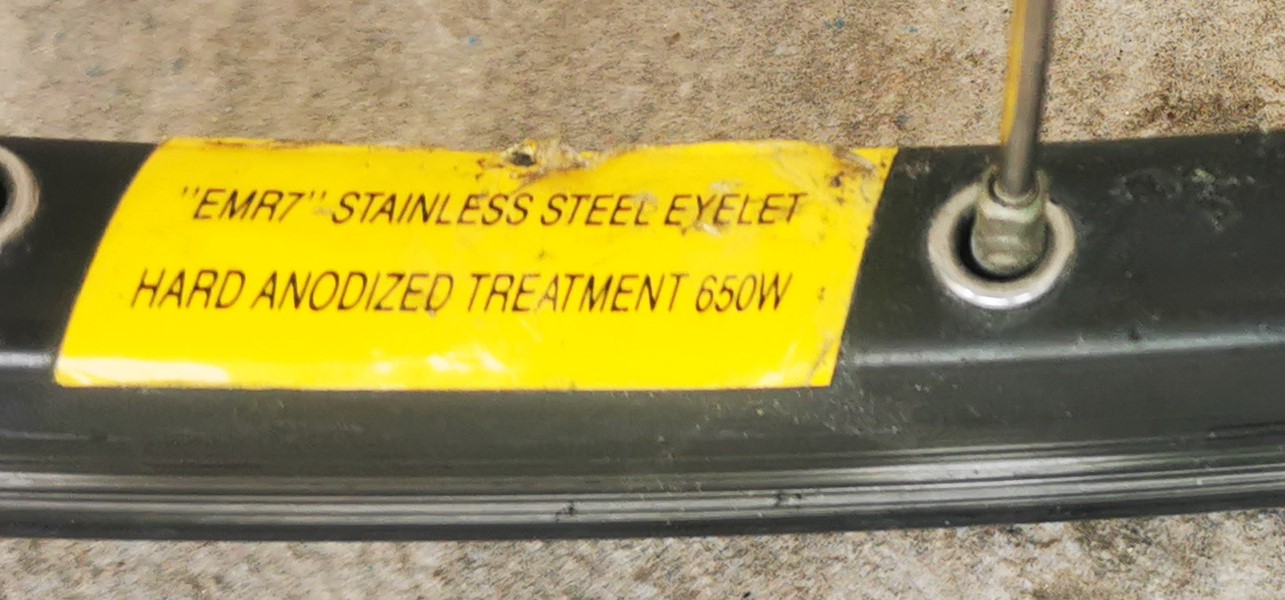 "EMR7" STAINLESS STEEL EYELET
HARD ANODIZED TREATMENT 650W